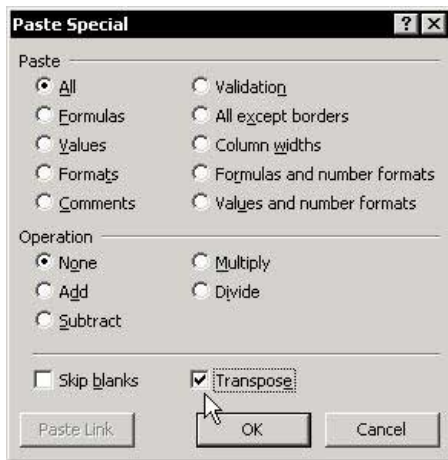 Paste Special
Paste
All
Validation
Formulas
All except borders
Values
Column widths
Formats
Formulas and number formats
Comments
Values and number formats
Operation
None
Multiply
Add
Divide
Subtract
Skip blanks
Transpose
Paste Link
OK
Cancel